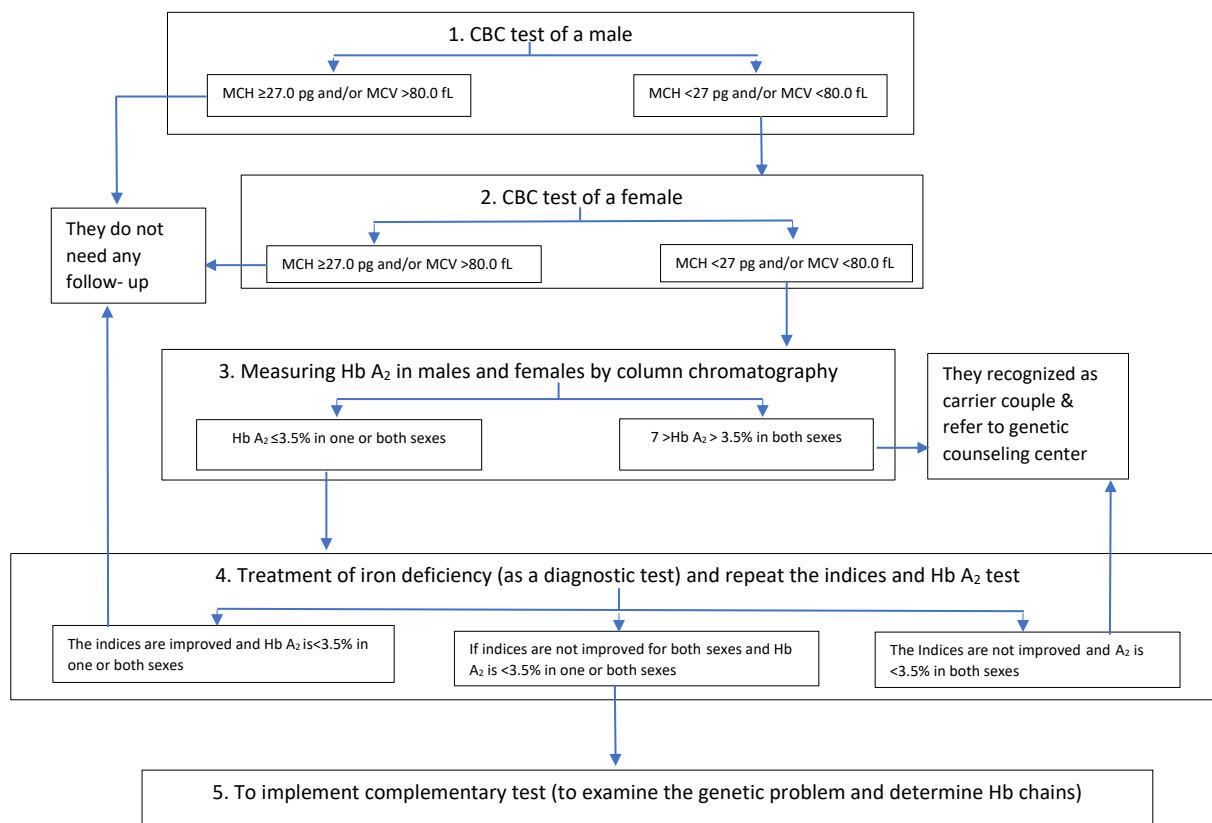 1. CBC test of a male
MCH ≥27.0 pg and/or MCV >80.0 fL
MCH <27 pg and/or MCV <80.0 fL
2. CBC test of a female
They do not
need any
follow- up
MCH ≥27.0 pg and/or MCV >80.0 fL
MCH <27 pg and/or MCV <80.0 fL
3. Measuring Hb A₂ in males and females by column chromatography
Hb A₂ ≤3.5% in one or both sexes
7 >Hb A₂ > 3.5% in both sexes
They recognized as
carrier couple &
refer to genetic
counseling center
4. Treatment of iron deficiency (as a diagnostic test) and repeat the indices and Hb A₂ test
The indices are improved and Hb A₂ is<3.5% in
one or both sexes
If indices are not improved for both sexes and Hb
A₂ is <3.5% in one or both sexes
The Indices are not improved and A₂ is
<3.5% in both sexes
5. To implement complementary test (to examine the genetic problem and determine Hb chains)